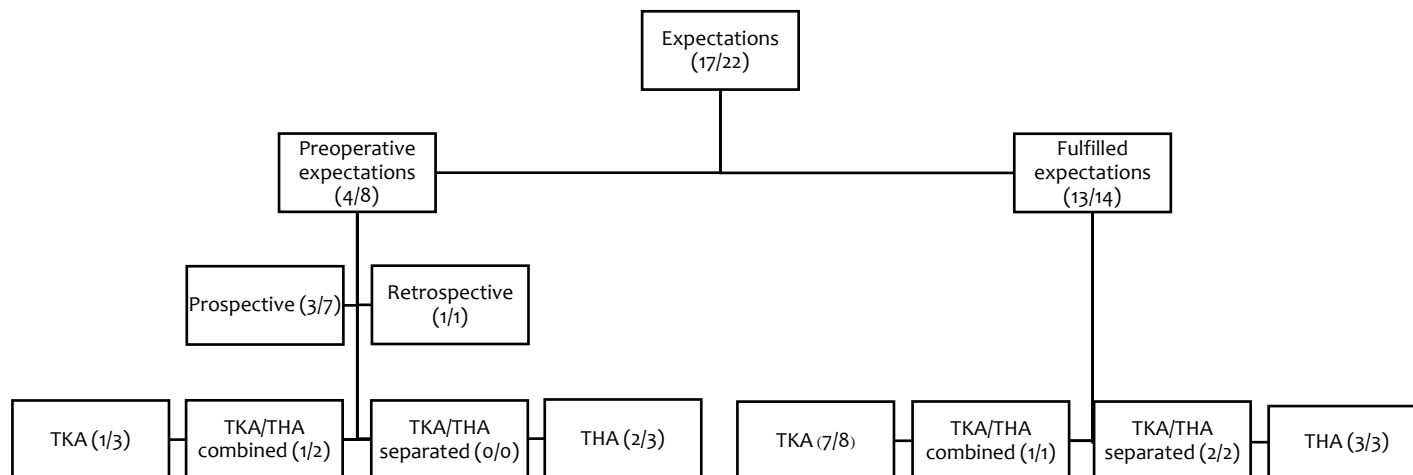 Expectations
(17/22)
Preoperative
expectations
(4/8)
Fulfilled
expectations
(13/14)
Prospective (3/7)
Retrospective
(1/1)
TKA (1/3)
TKA/THA
combined (1/2)
TKA/THA
separated (0/0)
THA (2/3)
TKA (7/8)
TKA/THA
combined (1/1)
TKA/THA
separated (2/2)
THA (3/3)